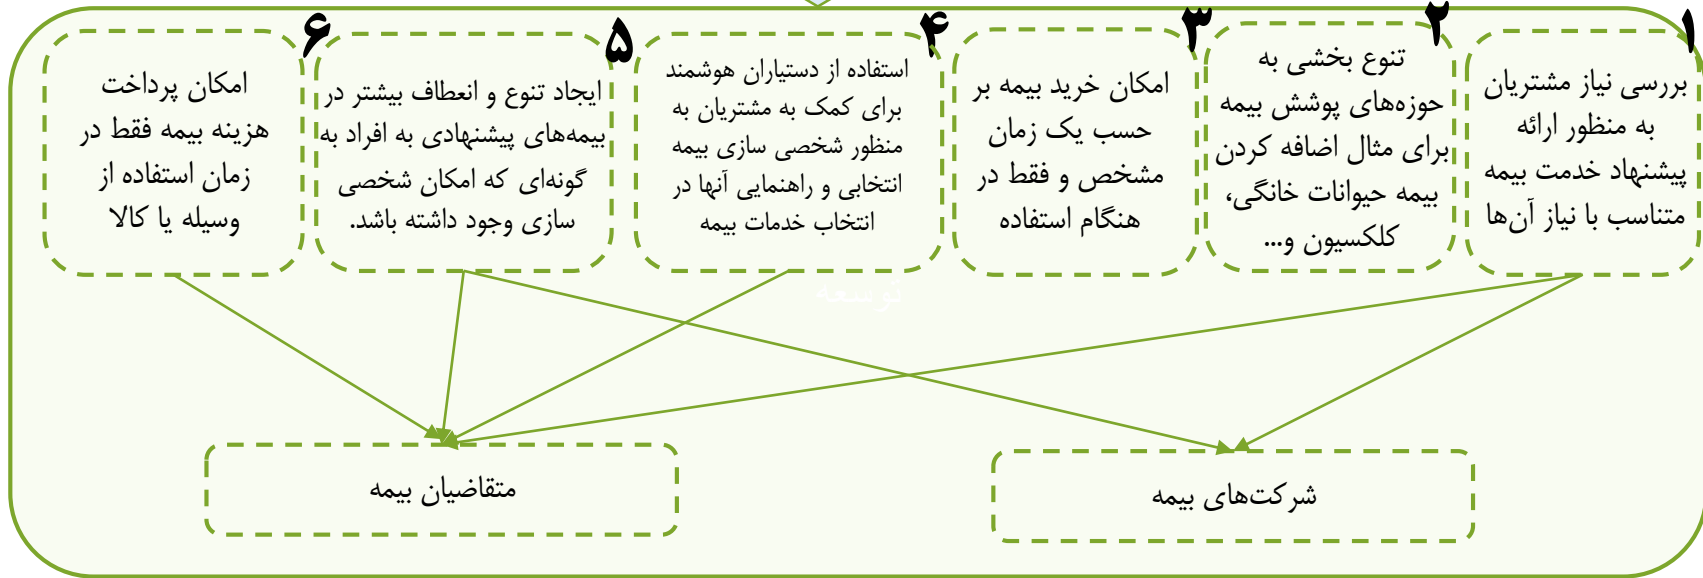 ۱
بررسی نیاز مشتریان
به منظور ارائه
پیشنهاد خدمت بیمه
متناسب با نیاز آن‌ها
۲
تنوع بخشی به
حوزه‌های پوشش بیمه
برای مثال اضافه کردن
بیمه حیوانات خانگی،
کلکسیون و...
۳
امکان خرید بیمه بر
حسب یک زمان
مشخص و فقط در
هنگام استفاده
۴
استفاده از دستیاران هوشمند
برای کمک به مشتریان به
منظور شخصی سازی بیمه
انتخابی و راهنمایی آنها در
انتخاب خدمات بیمه
۵
ایجاد تنوع و انعطاف بیشتر در
بیمه‌های پیشنهادی به افراد به
گونه‌ای که امکان شخصی
سازی وجود داشته باشد.
۶
امکان پرداخت
هزینه بیمه فقط در
زمان استفاده از
وسیله یا کالا
توسعه
شرکت‌های بیمه
متقاضیان بیمه